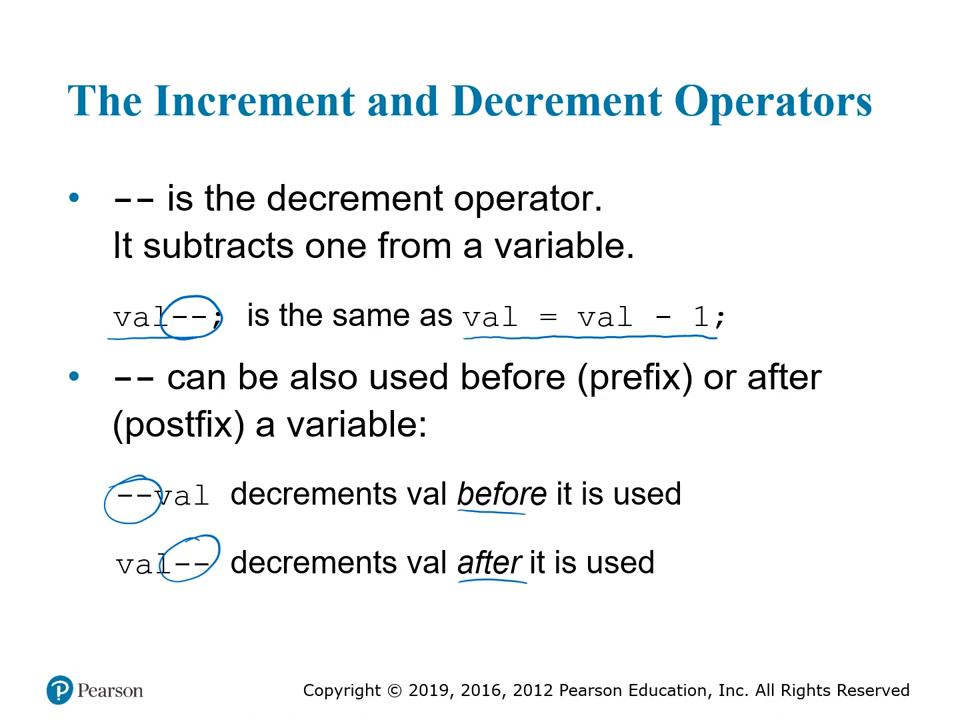 The Increment and Decrement Operators
• -- is the decrement operator.
It subtracts one from a variable.
val--; is the same as val = val - 1;
• -- can be also used before (prefix) or after
(postfix) a variable:
--val decrements val before it is used
val-- decrements val after it is used
P Pearson
Copyright © 2019, 2016, 2012 Pearson Education, Inc. All Rights Reserved